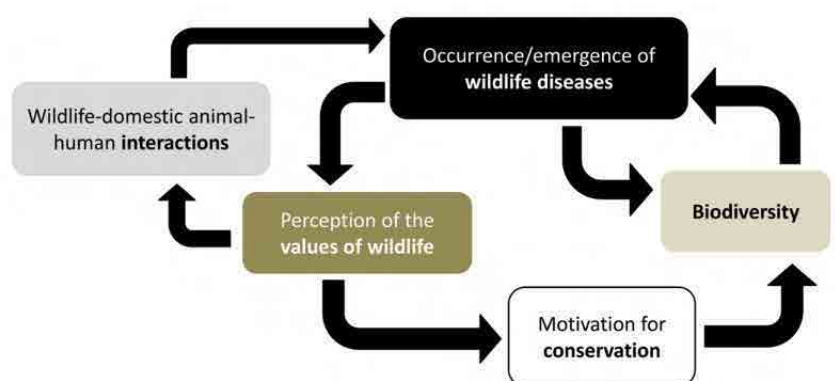 Occurrence/emergence of
wildlife diseases
Wildlife-domestic animal-
human interactions
Perception of the
values of wildlife
Biodiversity
Motivation for
conservation